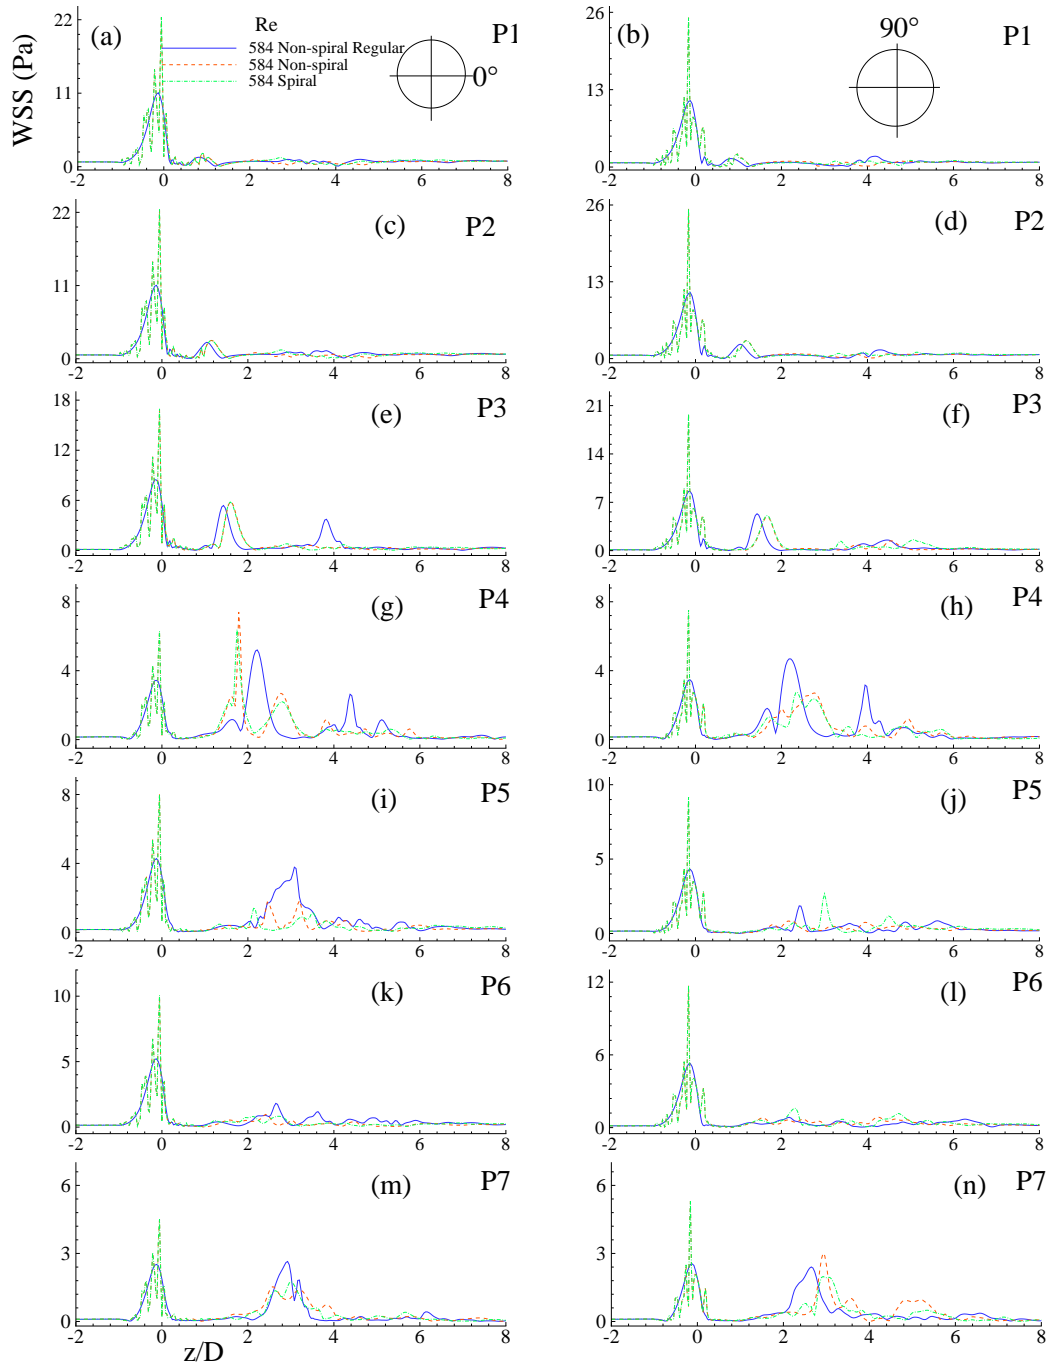 (a)
Re
584 Non-spiral Regular
584 Non-spiral
584 Spiral
0°
P1
WSS (Pa)
22
11
0
-2 0 2 4 6 8
(b)
90°
P1
26
13
0
-2 0 2 4 6 8
(c)
P2
22
11
0
-2 0 2 4 6 8
(d)
P2
26
13
0
-2 0 2 4 6 8
(e)
P3
18
12
6
0
-2 0 2 4 6 8
(f)
P3
21
14
7
0
-2 0 2 4 6 8
(g)
P4
8
4
0
-2 0 2 4 6 8
(h)
P4
8
4
0
-2 0 2 4 6 8
(i)
P5
8
4
0
-2 0 2 4 6 8
(j)
P5
10
5
0
-2 0 2 4 6 8
(k)
P6
10
5
0
-2 0 2 4 6 8
(l)
P6
12
6
0
-2 0 2 4 6 8
(m)
P7
6
3
0
-2 0 2 4 6 8
z/D
(n)
P7
6
3
0
-2 0 2 4 6 8